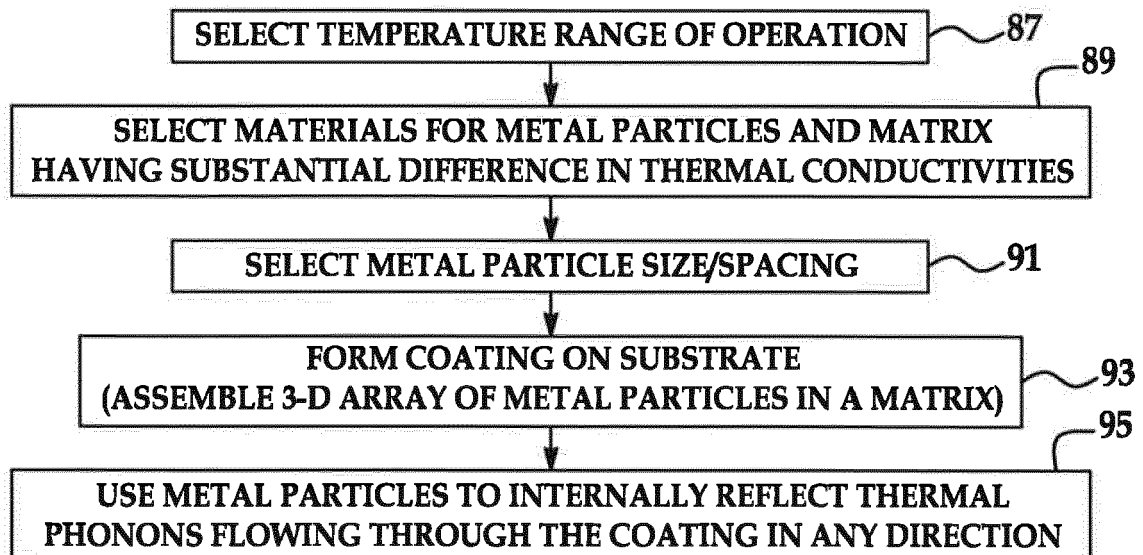 SELECT TEMPERATURE RANGE OF OPERATION
87
89
SELECT MATERIALS FOR METAL PARTICLES AND MATRIX
HAVING SUBSTANTIAL DIFFERENCE IN THERMAL CONDUCTIVITIES
SELECT METAL PARTICLE SIZE/SPACING
91
FORM COATING ON SUBSTRATE
(ASSEMBLE 3-D ARRAY OF METAL PARTICLES IN A MATRIX)
93
95
USE METAL PARTICLES TO INTERNALLY REFLECT THERMAL
PHONONS FLOWING THROUGH THE COATING IN ANY DIRECTION